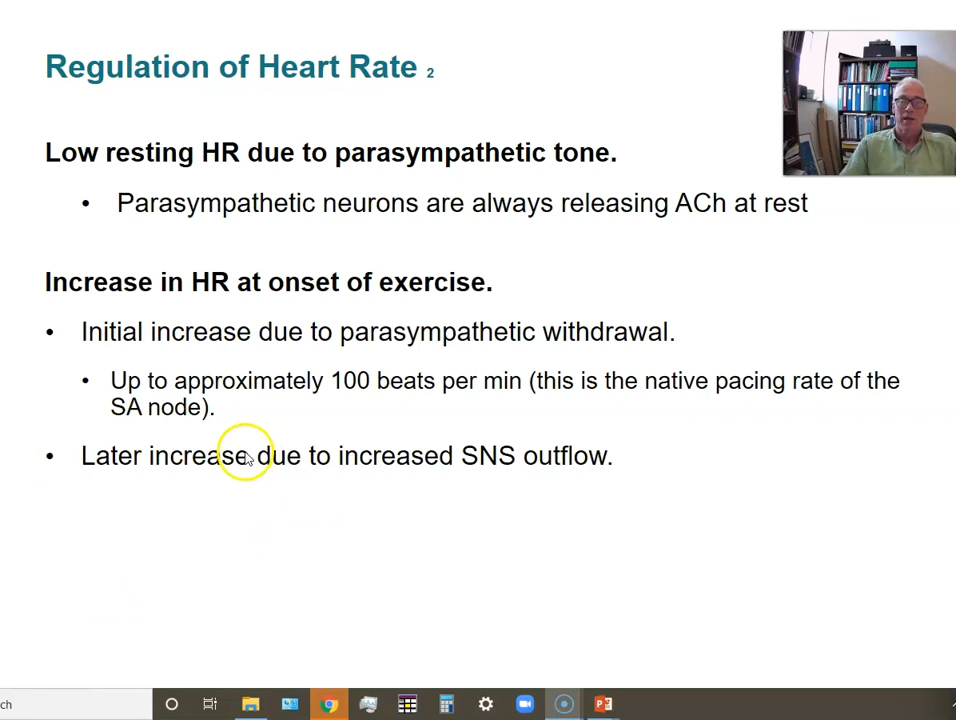 Regulation of Heart Rate 2
Low resting HR due to parasympathetic tone.
• Parasympathetic neurons are always releasing ACh at rest
Increase in HR at onset of exercise.
• Initial increase due to parasympathetic withdrawal.
• Up to approximately 100 beats per min (this is the native pacing rate of the
SA node).
• Later increase due to increased SNS outflow.
ch